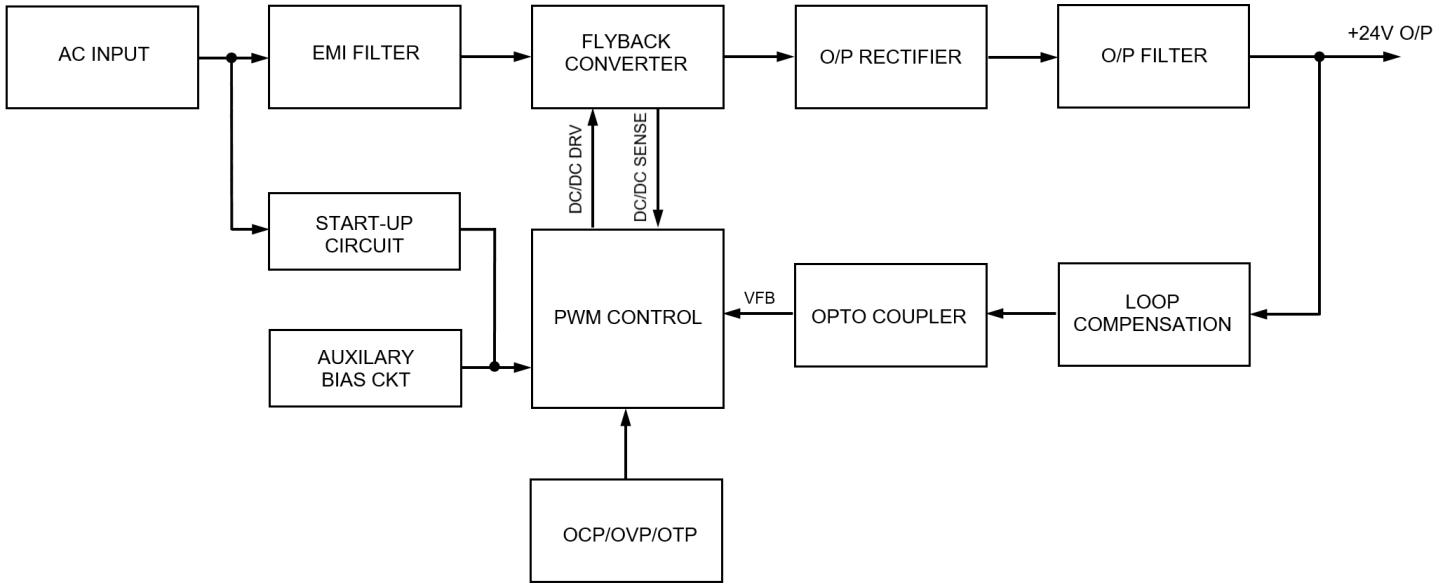 AC INPUT
EMI FILTER
FLYBACK
CONVERTER
O/P RECTIFIER
O/P FILTER
+24V O/P
DC/DC DRV
DC/DC SENSE
START-UP
CIRCUIT
AUXILARY
BIAS CKT
PWM CONTROL
VFB
OPTO COUPLER
LOOP
COMPENSATION
OCP/OVP/OTP